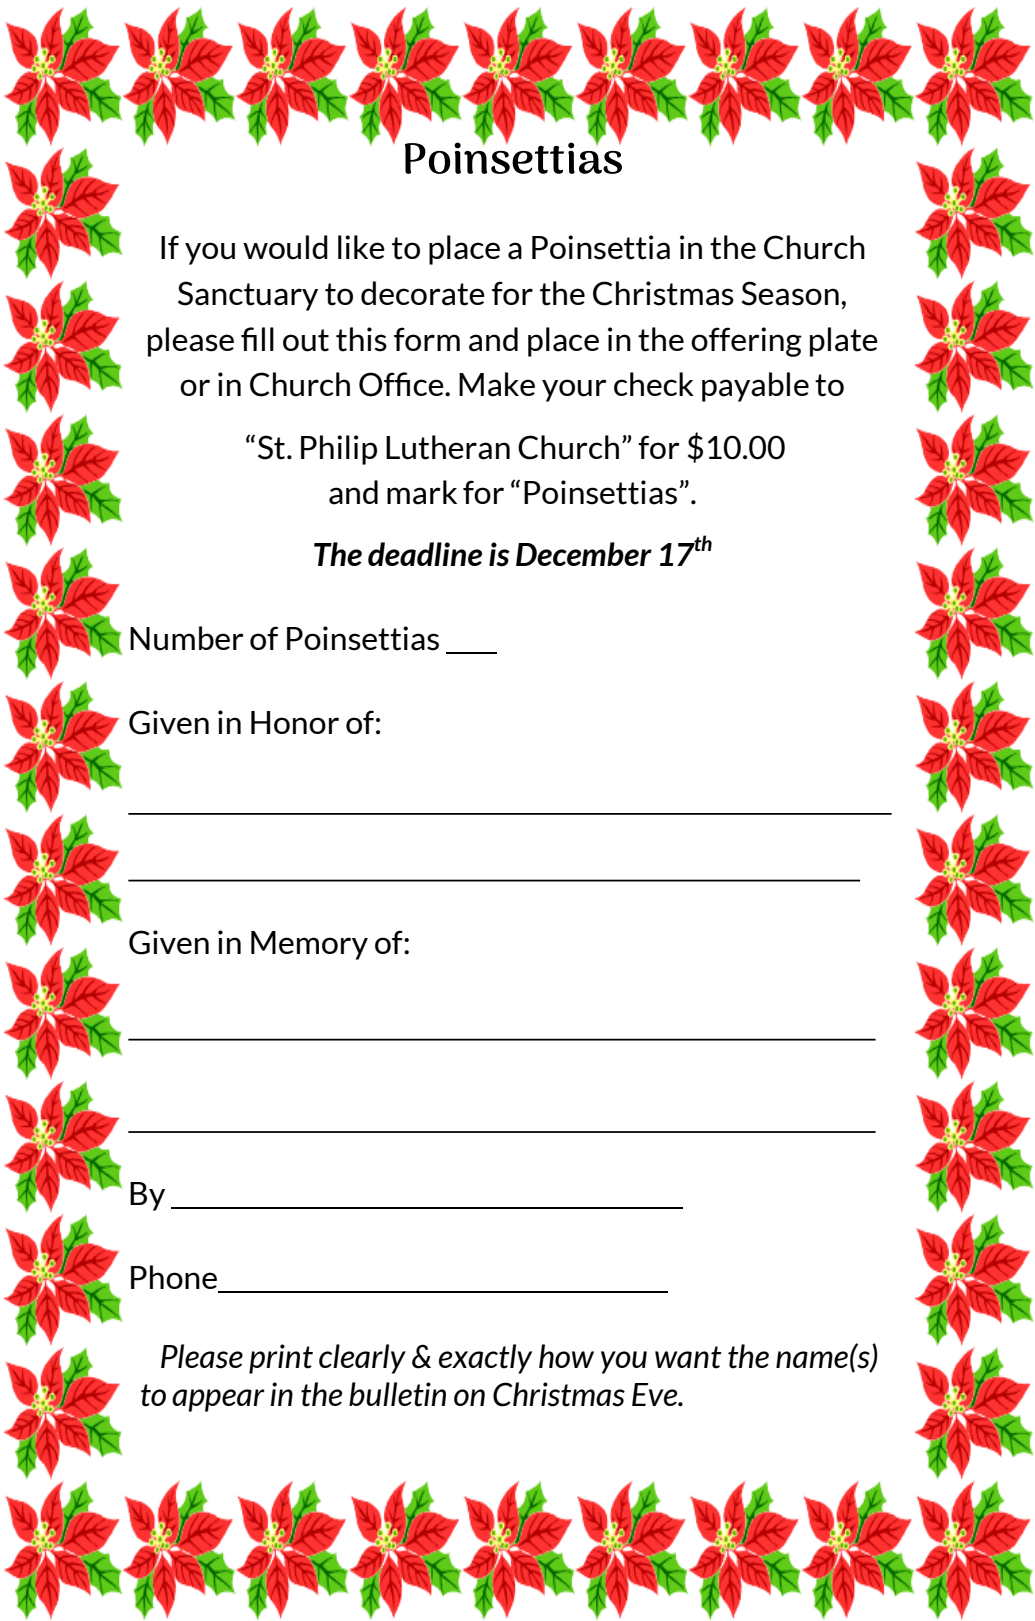 Poinsettias
If you would like to place a Poinsettia in the Church
Sanctuary to decorate for the Christmas Season,
please fill out this form and place in the offering plate
or in Church Office. Make your check payable to
“St. Philip Lutheran Church” for $10.00
and mark for “Poinsettias”.
The deadline is December 17th
Number of Poinsettias ___
Given in Honor of:
Given in Memory of:
By
Phone
Please print clearly & exactly how you want the name(s)
to appear in the bulletin on Christmas Eve.